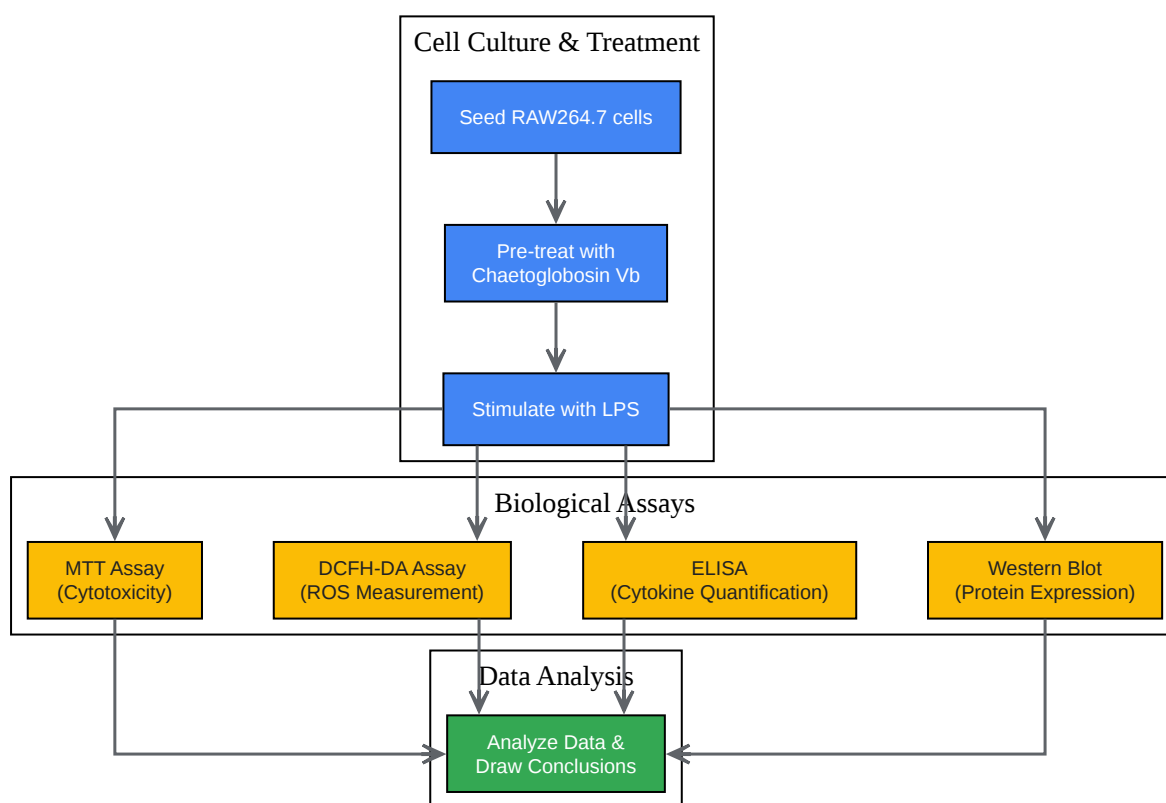 Cell Culture & Treatment
Seed RAW264.7 cells
Pre-treat with
Chaetoglobosin Vb
Stimulate with LPS
Biological Assays
MTT Assay
(Cytotoxicity)
DCFH-DA Assay
(ROS Measurement)
ELISA
(Cytokine Quantification)
Western Blot
(Protein Expression)
Data Analysis
Analyze Data &
Draw Conclusions